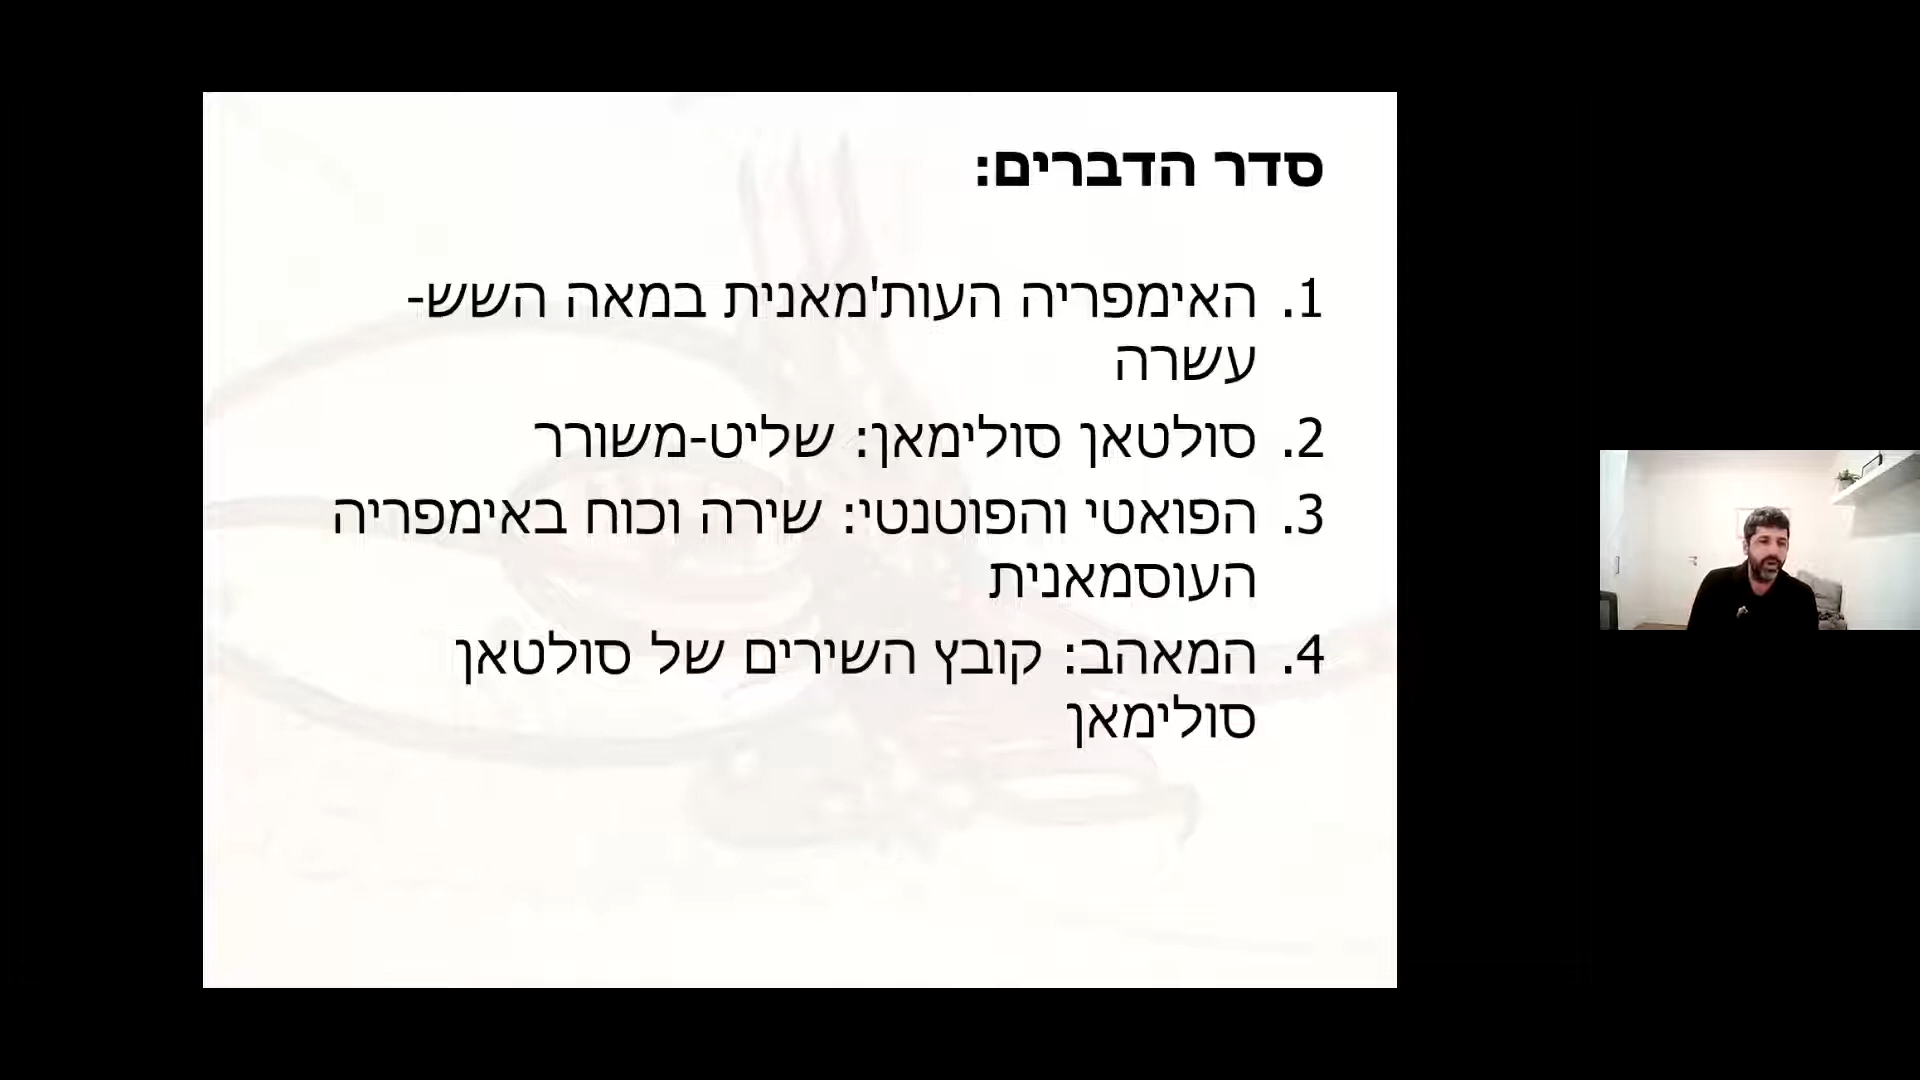 סדר הדברים:
1. האימפריה העות'מאנית במאה השש-
עשרה
2. סולטאן סולימאן: שליט-משורר
3. הפואטי והפוטנטי: שירה וכוח באימפריה
העוסמאנית
4. המאהב: קובץ השירים של סולטאן
סולימאן